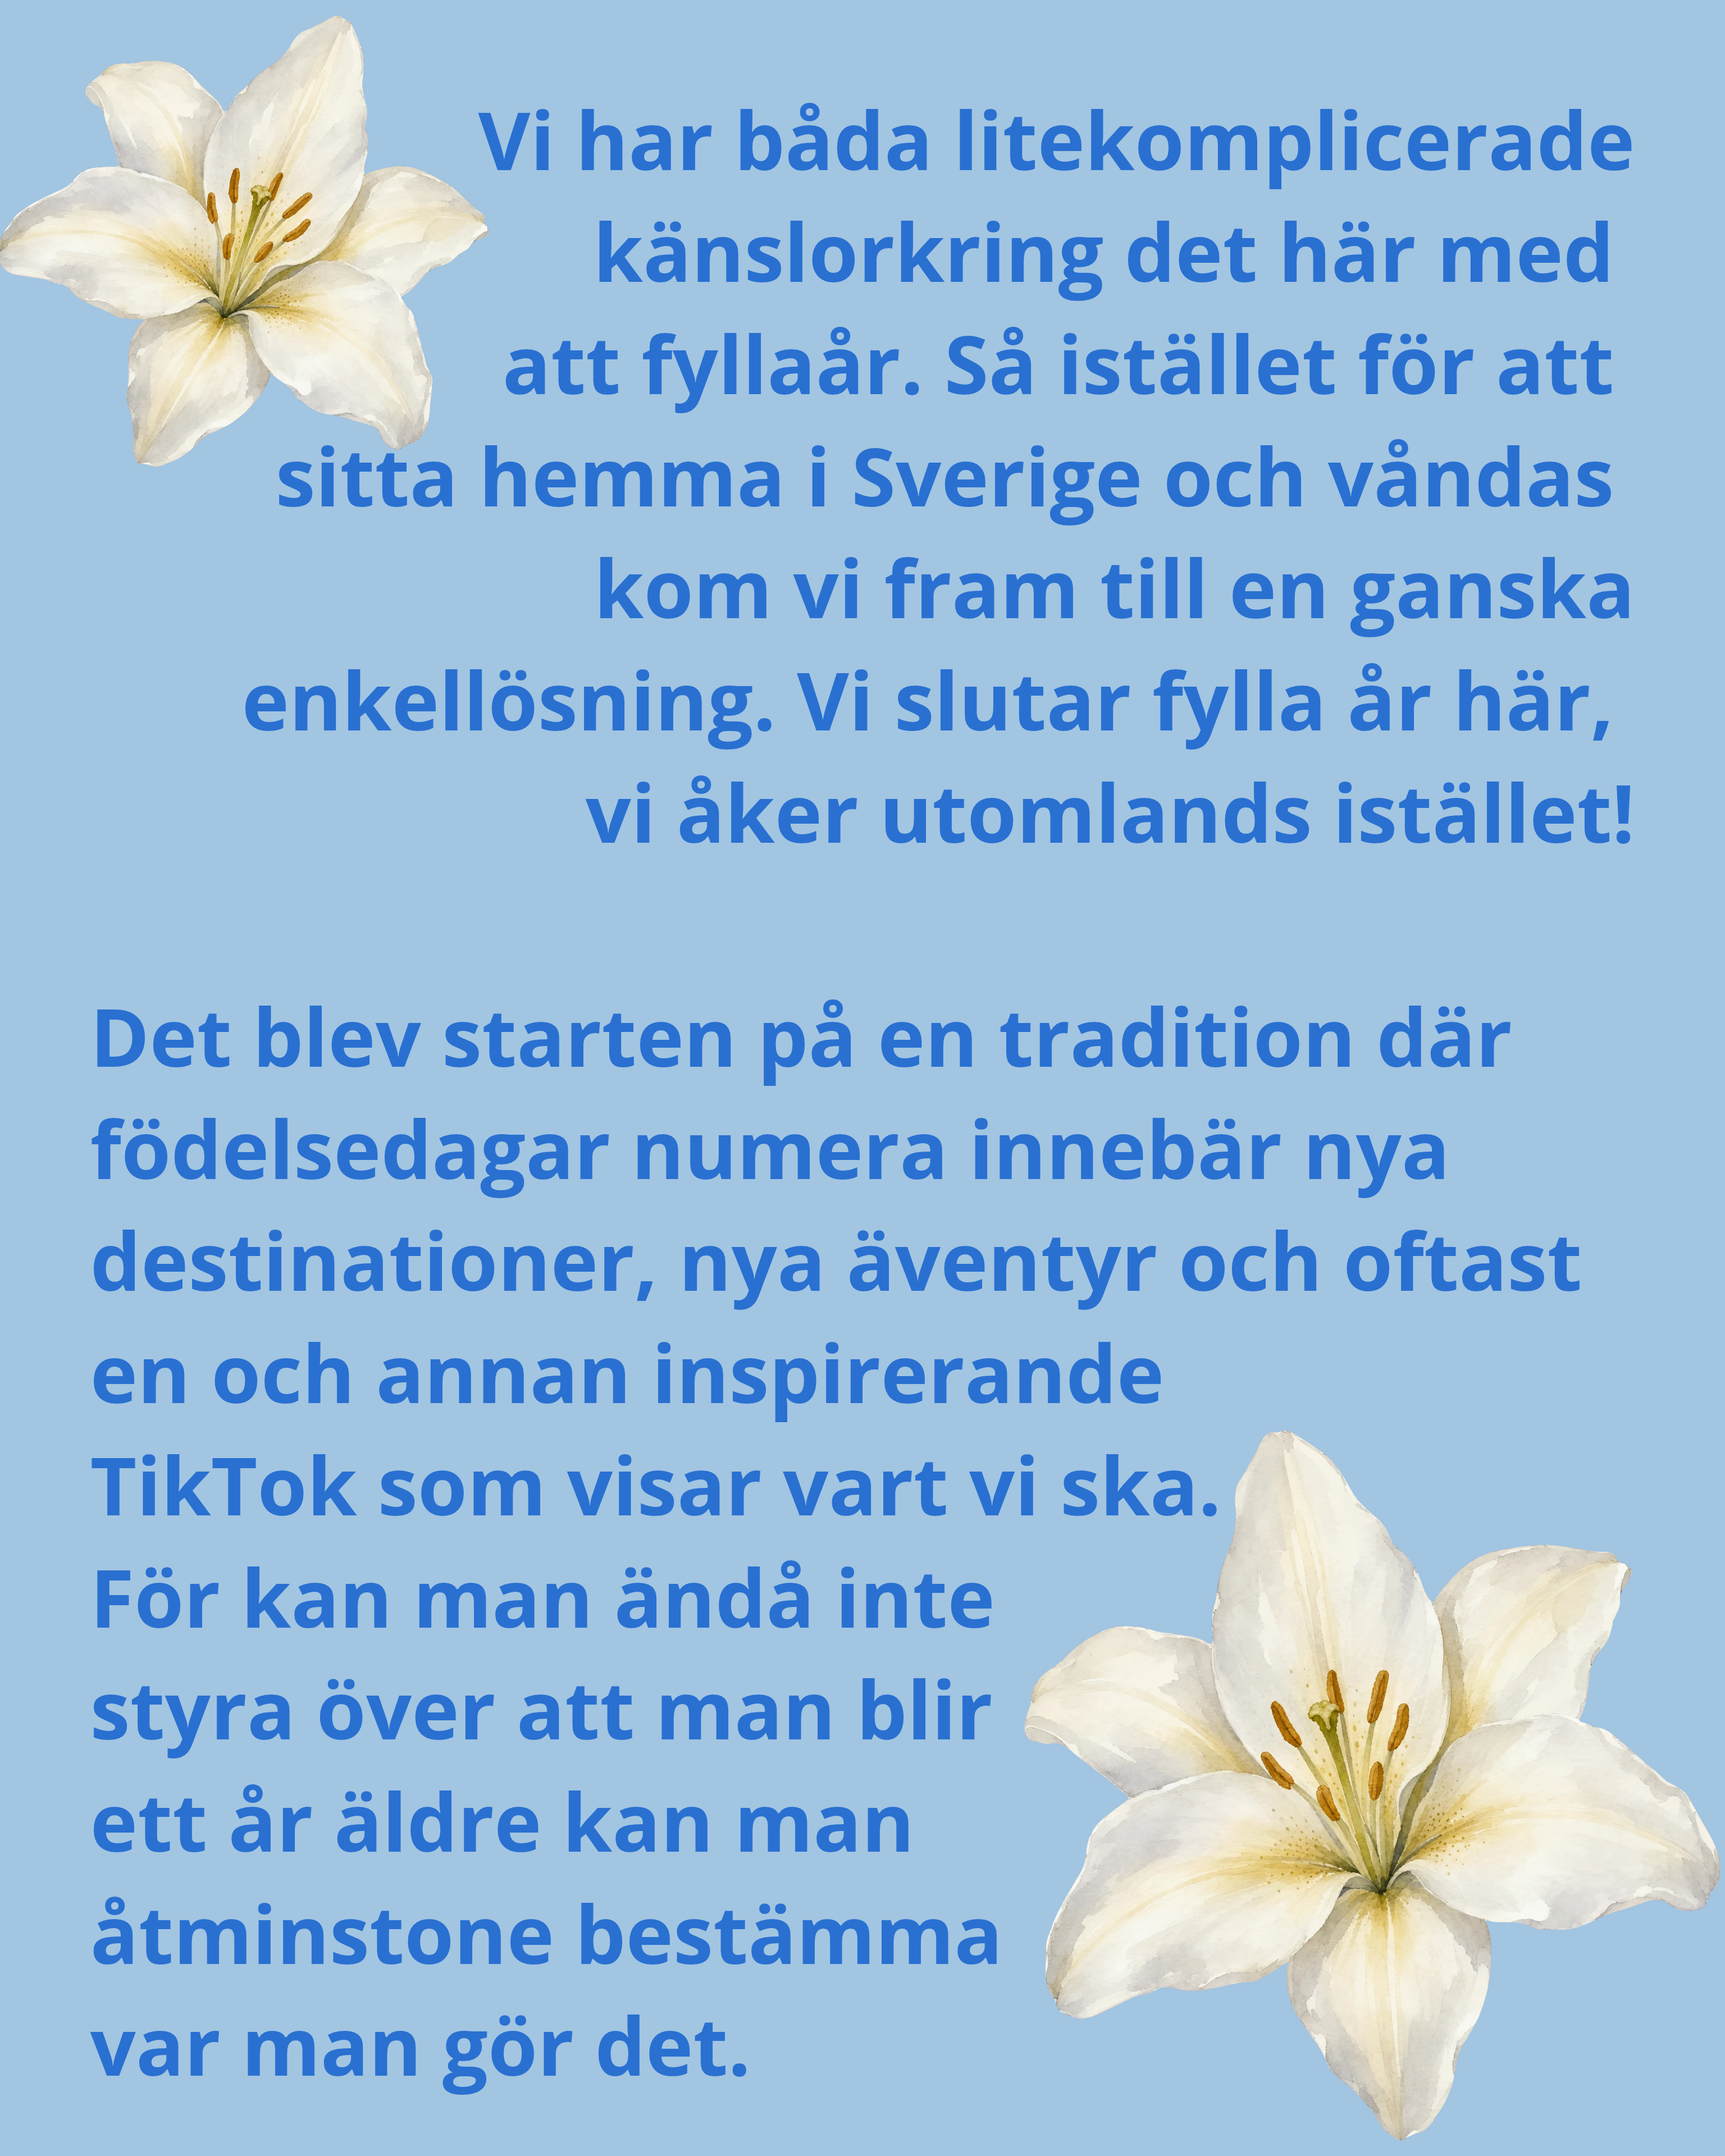 Vi har båda litekomplicerade
känslorkring det här med
att fyllaår. Så istället för att
sitta hemma i Sverige och våndas
kom vi fram till en ganska
enkellösning. Vi slutar fylla år här,
vi åker utomlands istället!
Det blev starten på en tradition där
födelsedagar numera innebär nya
destinationer, nya äventyr och oftast
en och annan inspirerande
TikTok som visar vart vi ska.
För kan man ändå inte
styra över att man blir
ett år äldre kan man
åtminstone bestämma
var man gör det.